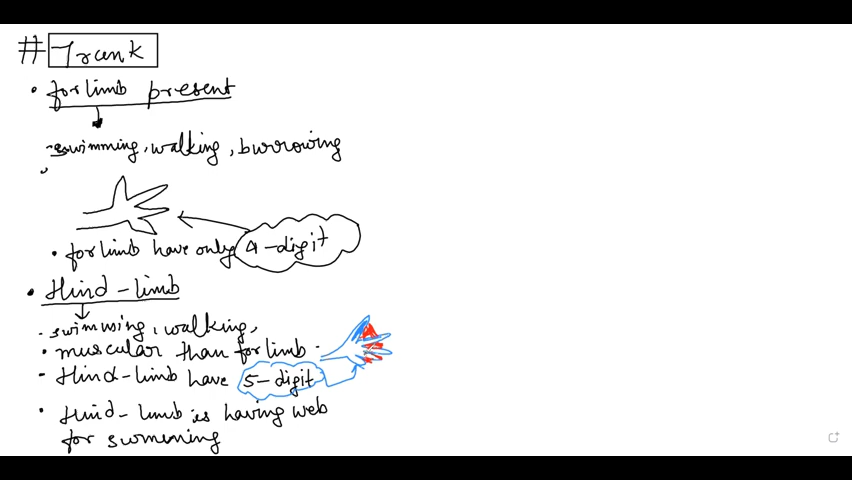 # Trunk
• forlimb present
- swimming, walking, burrowing
• forlimb have only 4-digit
• Hind-limb
- swimming, walking,
• muscular than forlimb.
- Hind-limb have 5-digit
• Hind-limb is having web
for swimming